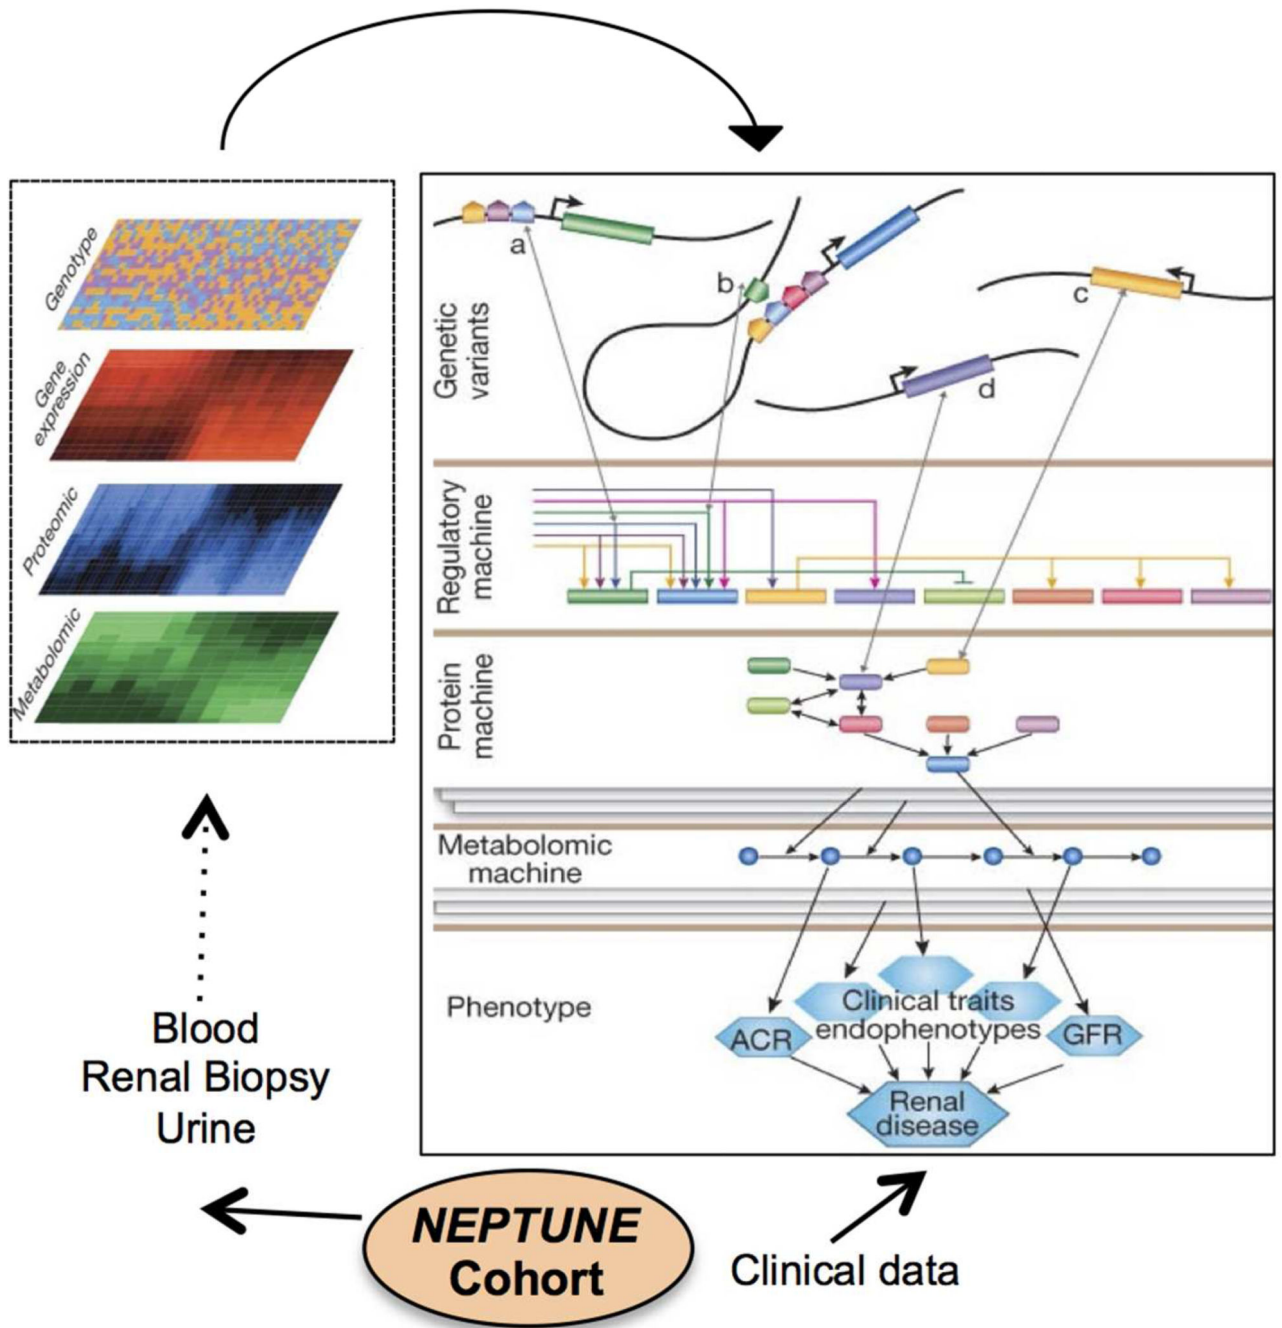 Genotype
Gene
expression
Proteomic
Metabolomic
Genetic
variants
a
b
c
d
Regulatory
machine
Protein
machine
Metabolomic
machine
Phenotype
Clinical traits
endophenotypes
ACR
GFR
Renal
disease
Blood
Renal Biopsy
Urine
NEPTUNE
Cohort
Clinical data